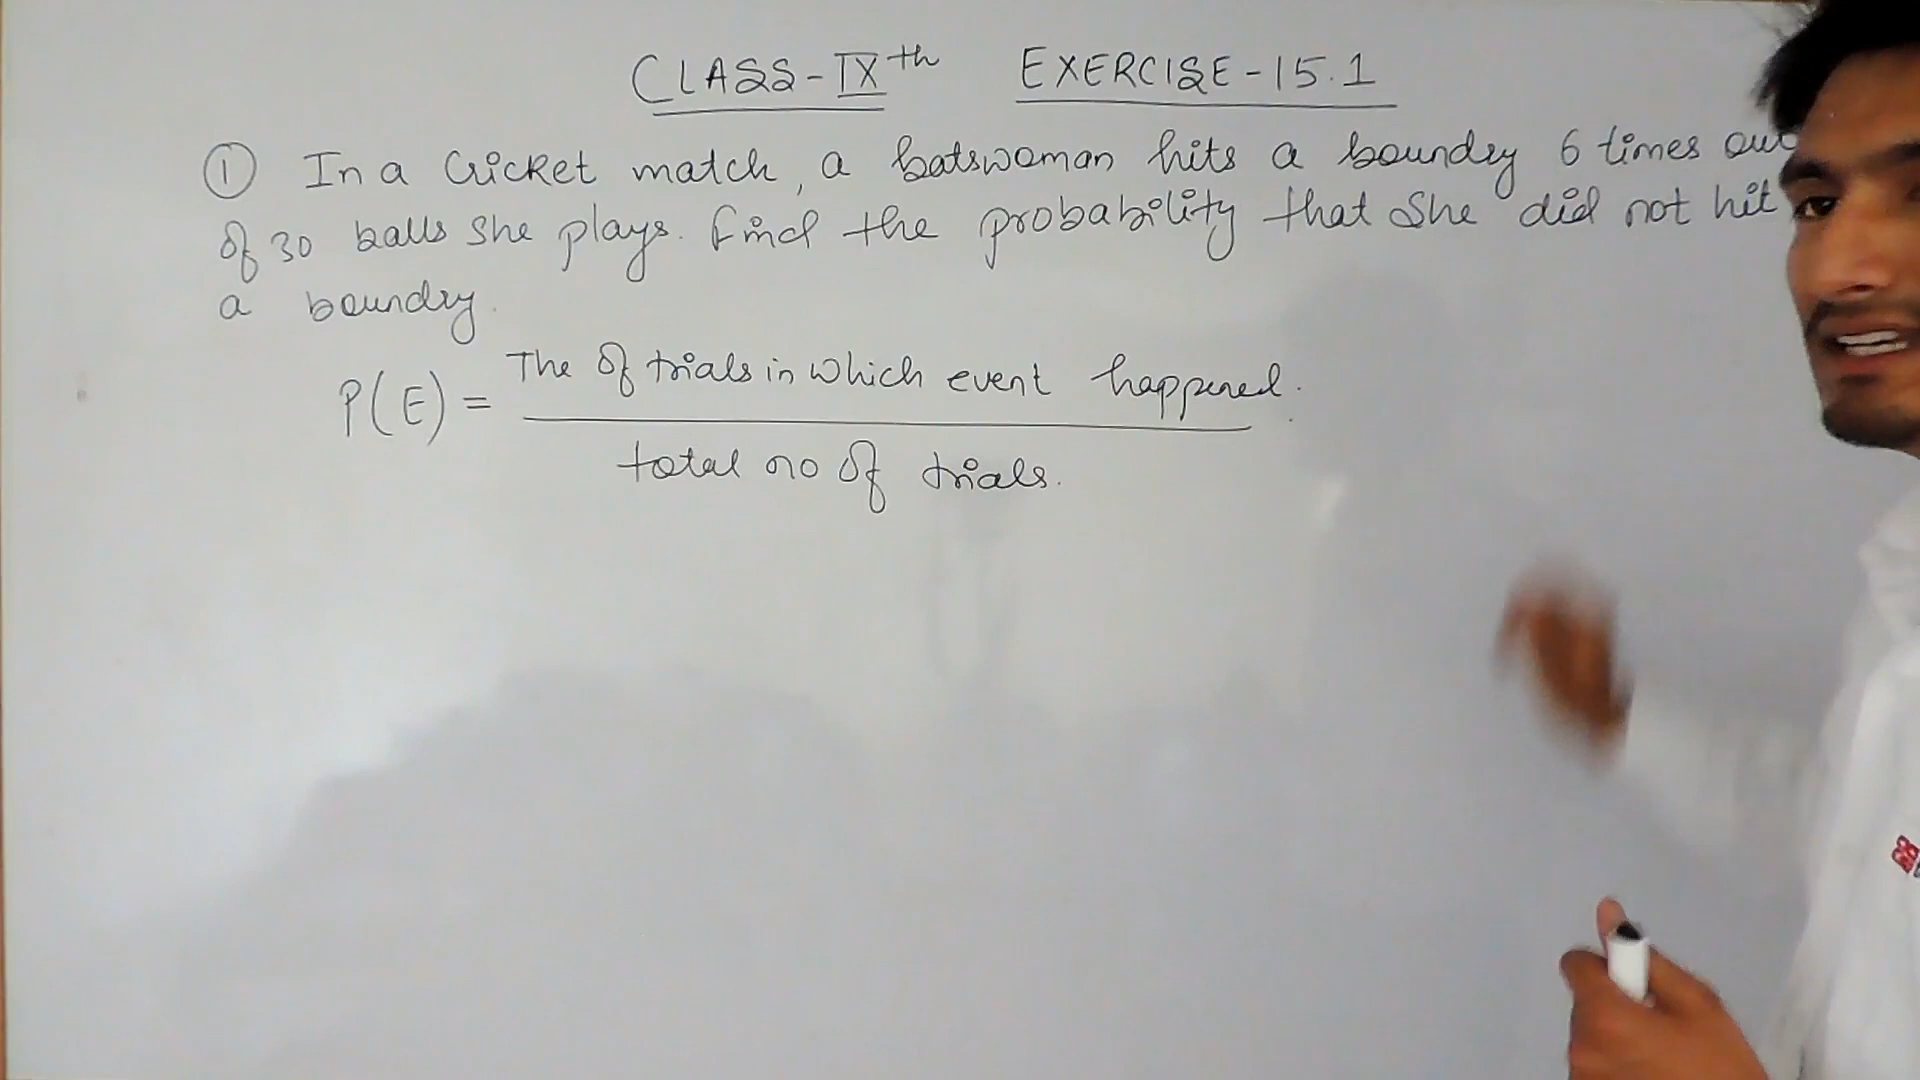 CLASS-IXth EXERCISE-15.1
① In a Cricket match, a batswoman hits a boundry 6 times out
of 30 balls she plays. find the probability that she did not hit
a boundry.
P(E) = The of trials in which event happened.
total no of trials.